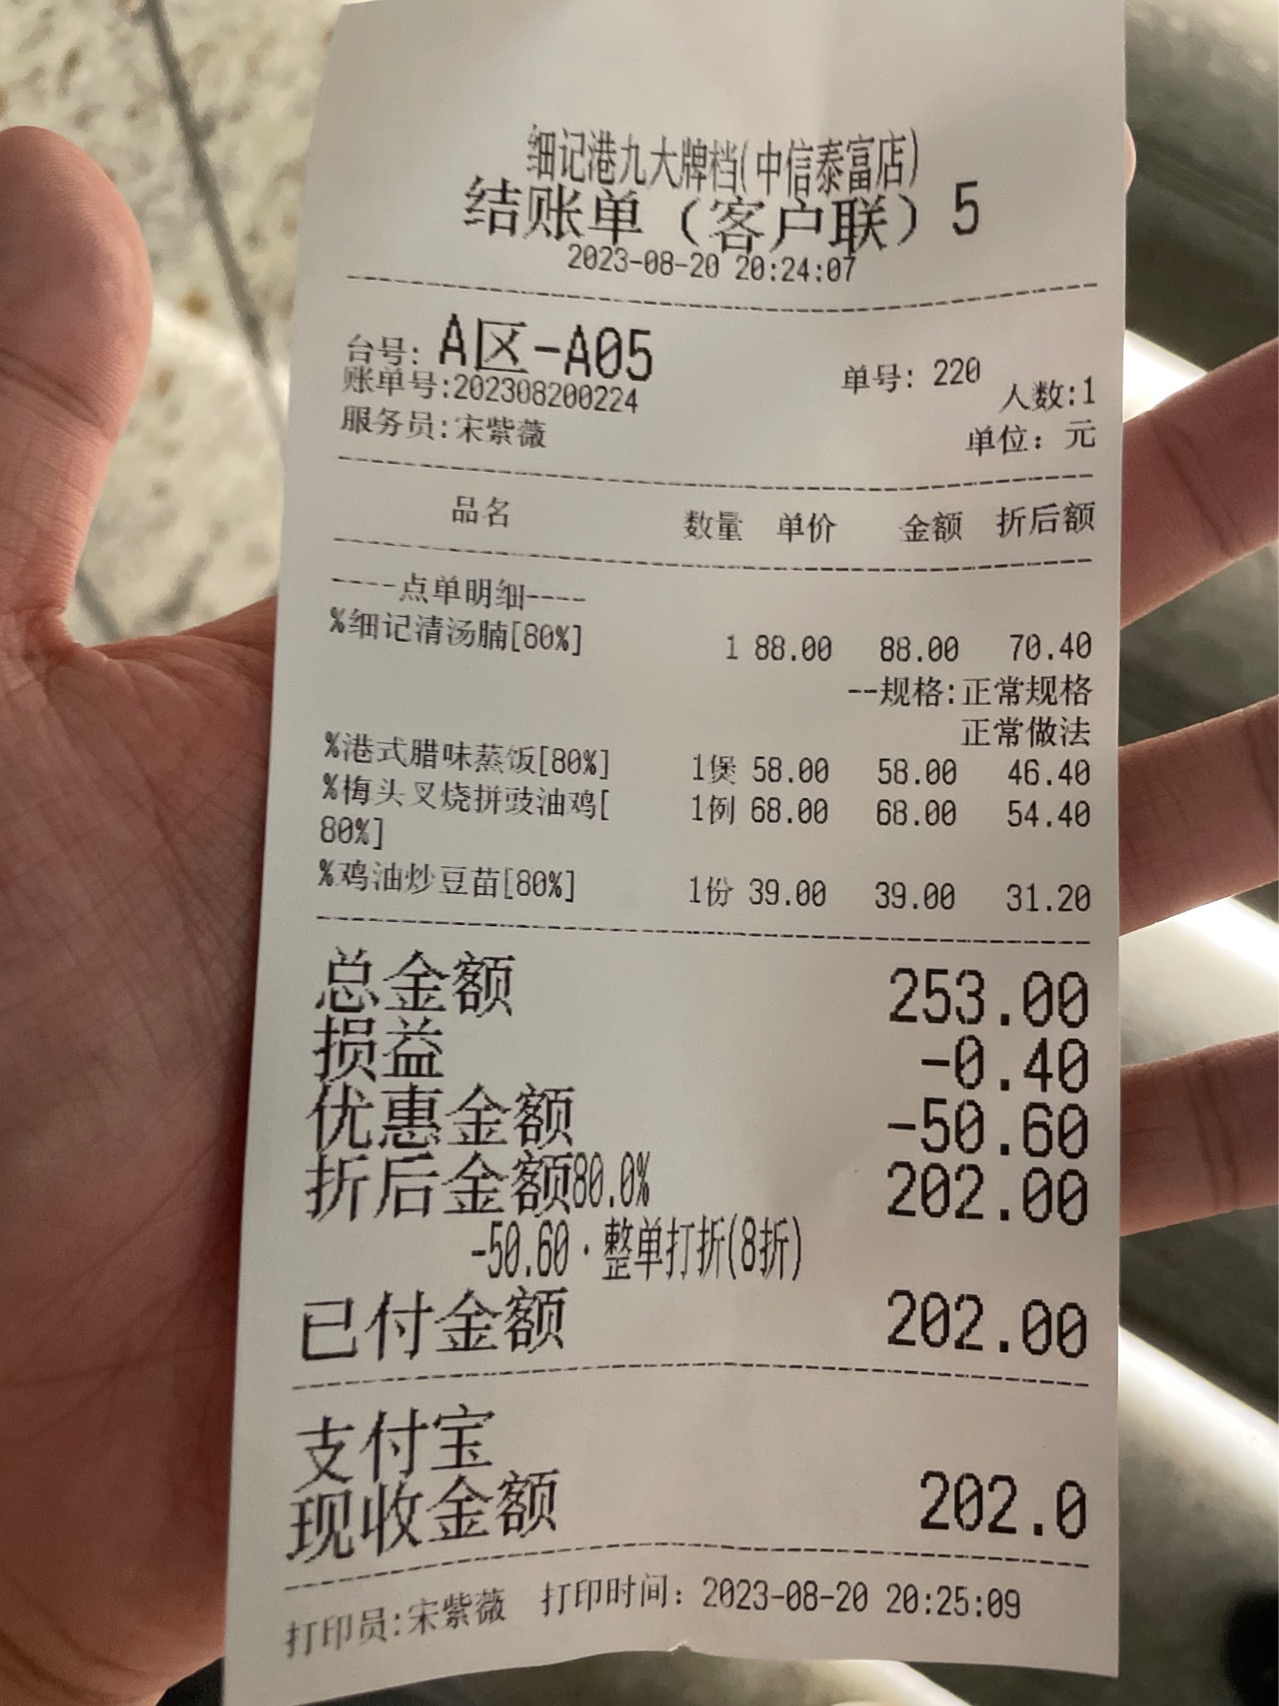 细记港九大牌档(中信泰富店)
结账单（客户联）5
2023-08-20 20:24:07
台号: A区-A05 单号: 220
账单号:202308200224 人数:1
服务员:宋紫薇 单位: 元
品名 数量 单价 金额 折后额
----点单明细----
%细记清汤腩[80%] 1 88.00 88.00 70.40
--规格:正常规格
正常做法
%港式腊味蒸饭[80%] 1煲 58.00 58.00 46.40
%梅头叉烧拼豉油鸡[ 1例 68.00 68.00 54.40
80%]
%鸡油炒豆苗[80%] 1份 39.00 39.00 31.20
总金额 253.00
损益 -0.40
优惠金额 -50.60
折后金额80.0% 202.00
-50.60·整单打折(8折)
已付金额 202.00
支付宝
现收金额 202.0
打印员:宋紫薇 打印时间: 2023-08-20 20:25:09